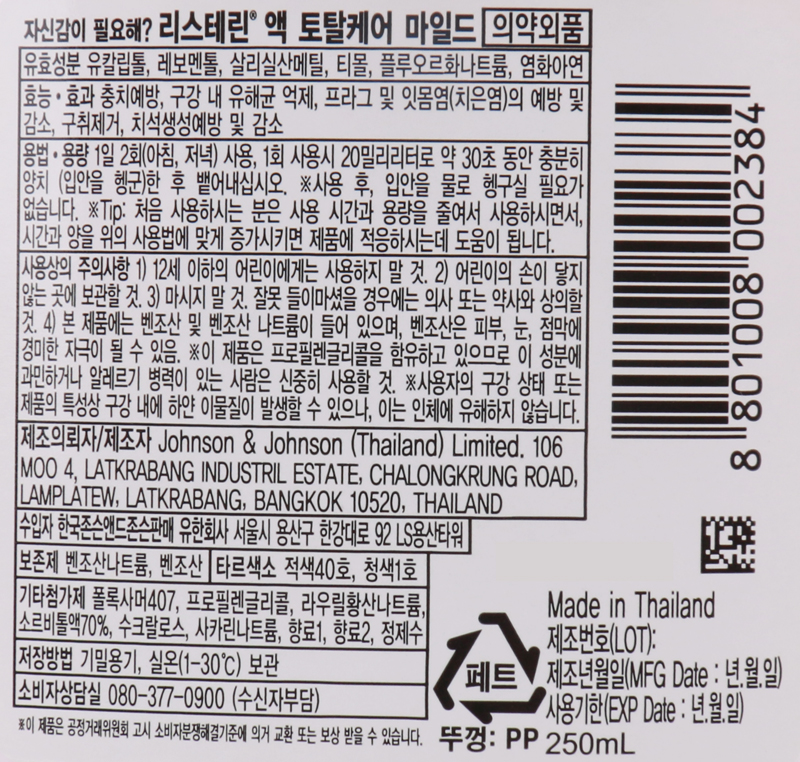 자신감이 필요해? 리스테린® 액 토탈케어 마일드 의약외품
유효성분 유칼립톨, 레보멘톨, 살리실산메틸, 티몰, 플루오르화나트륨, 염화아연
효능·효과 충치예방, 구강 내 유해균 억제, 프라그 및 잇몸염(치은염)의 예방 및
감소, 구취제거, 치석생성예방 및 감소
용법·용량 1일 2회(아침, 저녁) 사용, 1회 사용시 20밀리리터로 약 30초 동안 충분히
양치 (입안을 헹군)한 후 뱉어내십시오. ※사용 후, 입안을 물로 헹구실 필요가
없습니다. ※Tip: 처음 사용하시는 분은 사용 시간과 용량을 줄여서 사용하시면서,
시간과 양을 위의 사용법에 맞게 증가시키면 제품에 적응하시는데 도움이 됩니다.
사용상의 주의사항 1) 12세 이하의 어린이에게는 사용하지 말 것. 2) 어린이의 손이 닿지
않는 곳에 보관할 것. 3) 마시지 말 것. 잘못 들이마셨을 경우에는 의사 또는 약사와 상의할
것. 4) 본 제품에는 벤조산 및 벤조산 나트륨이 들어 있으며, 벤조산은 피부, 눈, 점막에
경미한 자극이 될 수 있음. ※이 제품은 프로필렌글리콜을 함유하고 있으므로 이 성분에
과민하거나 알레르기 병력이 있는 사람은 신중히 사용할 것. ※사용자의 구강 상태 또는
제품의 특성상 구강 내에 하얀 이물질이 발생할 수 있으나, 이는 인체에 유해하지 않습니다.
제조의뢰자/제조자 Johnson & Johnson (Thailand) Limited. 106
MOO 4, LATKRABANG INDUSTRIL ESTATE, CHALONGKRUNG ROAD,
LAMPLATEW, LATKRABANG, BANGKOK 10520, THAILAND
수입자 한국존슨앤드존슨판매 유한회사 서울시 용산구 한강대로 92 LS용산타워
보존제 벤조산나트륨, 벤조산 타르색소 적색40호, 청색1호
기타첨가제 폴록사머407, 프로필렌글리콜, 라우릴황산나트륨,
소르비톨액70%, 수크랄로스, 사카린나트륨, 향료1, 향료2, 정제수
저장방법 기밀용기, 실온(1-30℃) 보관
소비자상담실 080-377-0900 (수신자부담)
※이 제품은 공정거래위원회 고시 소비자분쟁해결기준에 의거 교환 또는 보상 받을 수 있습니다.
페트
뚜껑: PP
Made in Thailand
제조번호(LOT):
제조년월일(MFG Date : 년.월.일)
사용기한(EXP Date : 년.월.일)
250mL
8 801008 002384
13